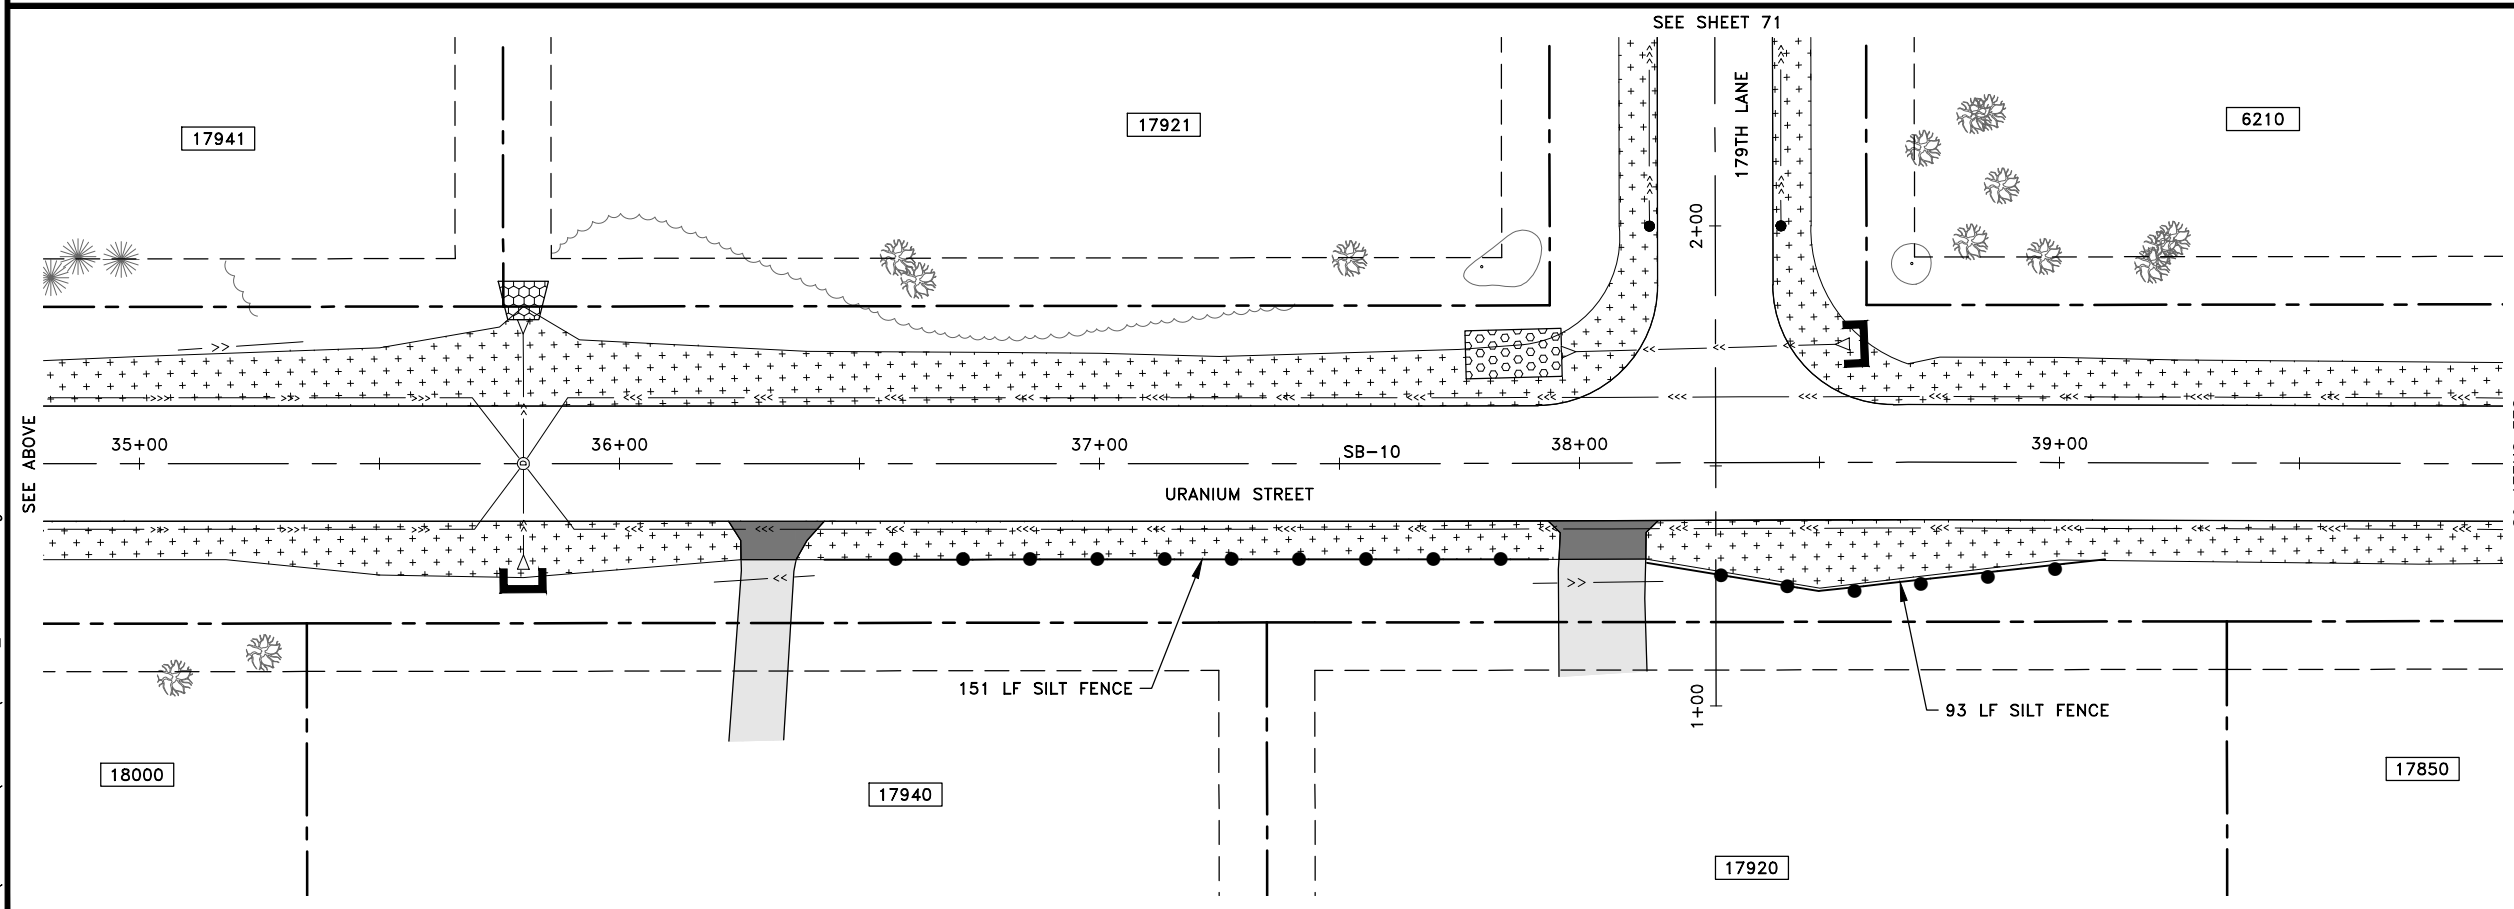 SEE SHEET 71
179TH LANE
17941
17921
6210
2+00
SEE ABOVE
35+00
36+00
37+00
SB-10
38+00
39+00
URANIUM STREET
151 LF SILT FENCE
1+00
93 LF SILT FENCE
18000
17940
17850
17920